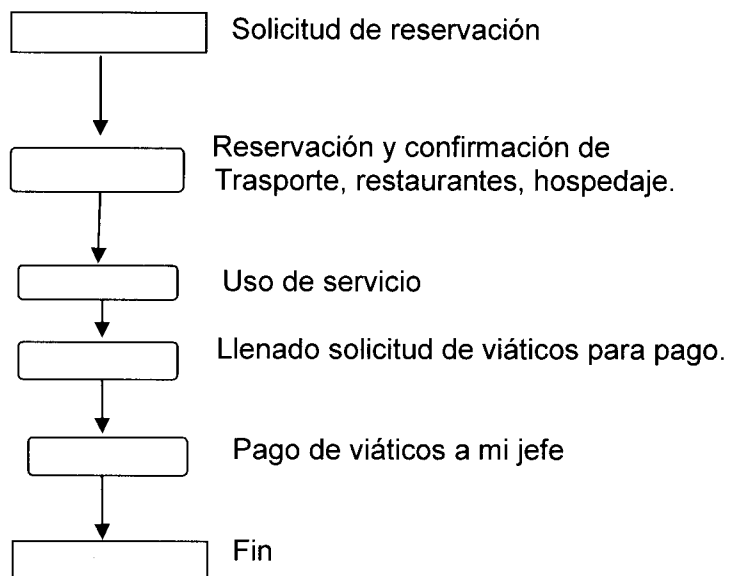 Solicitud de reservación
Reservación y confirmación de
Trasporte, restaurantes, hospedaje.
Uso de servicio
Llenado solicitud de viáticos para pago.
Pago de viáticos a mi jefe
Fin